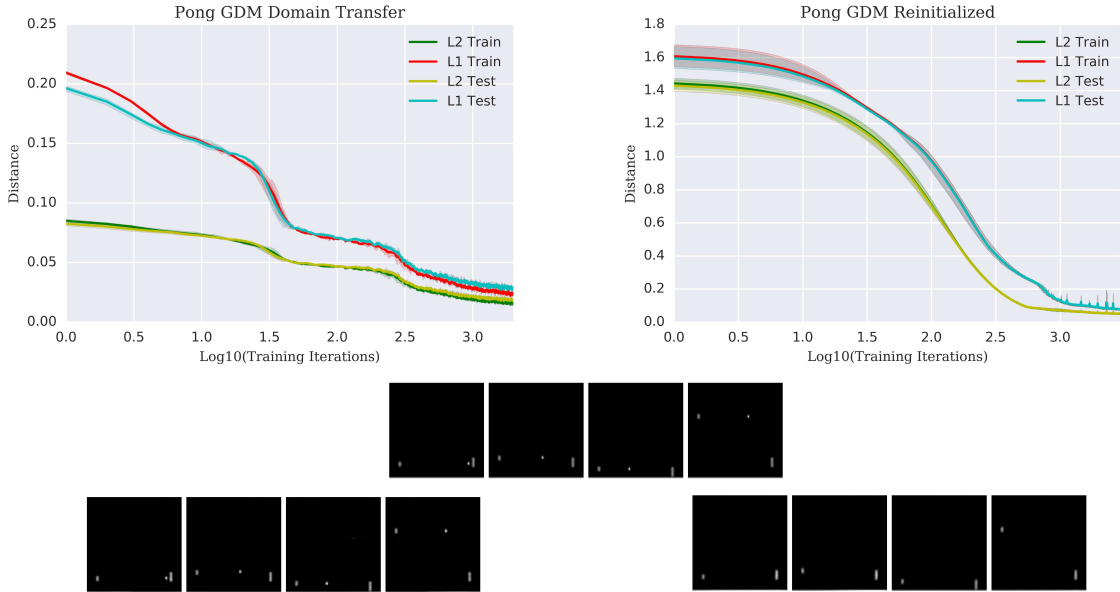 Pong GDM Domain Transfer
0.25
0.20
0.15
0.10
0.05
0.00
Distance
L2 Train
L1 Train
L2 Test
L1 Test
0.0 0.5 1.0 1.5 2.0 2.5 3.0
Log10(Training Iterations)
Pong GDM Reinitialized
1.8
1.6
1.4
1.2
1.0
0.8
0.6
0.4
0.2
0.0
Distance
L2 Train
L1 Train
L2 Test
L1 Test
0.0 0.5 1.0 1.5 2.0 2.5 3.0
Log10(Training Iterations)